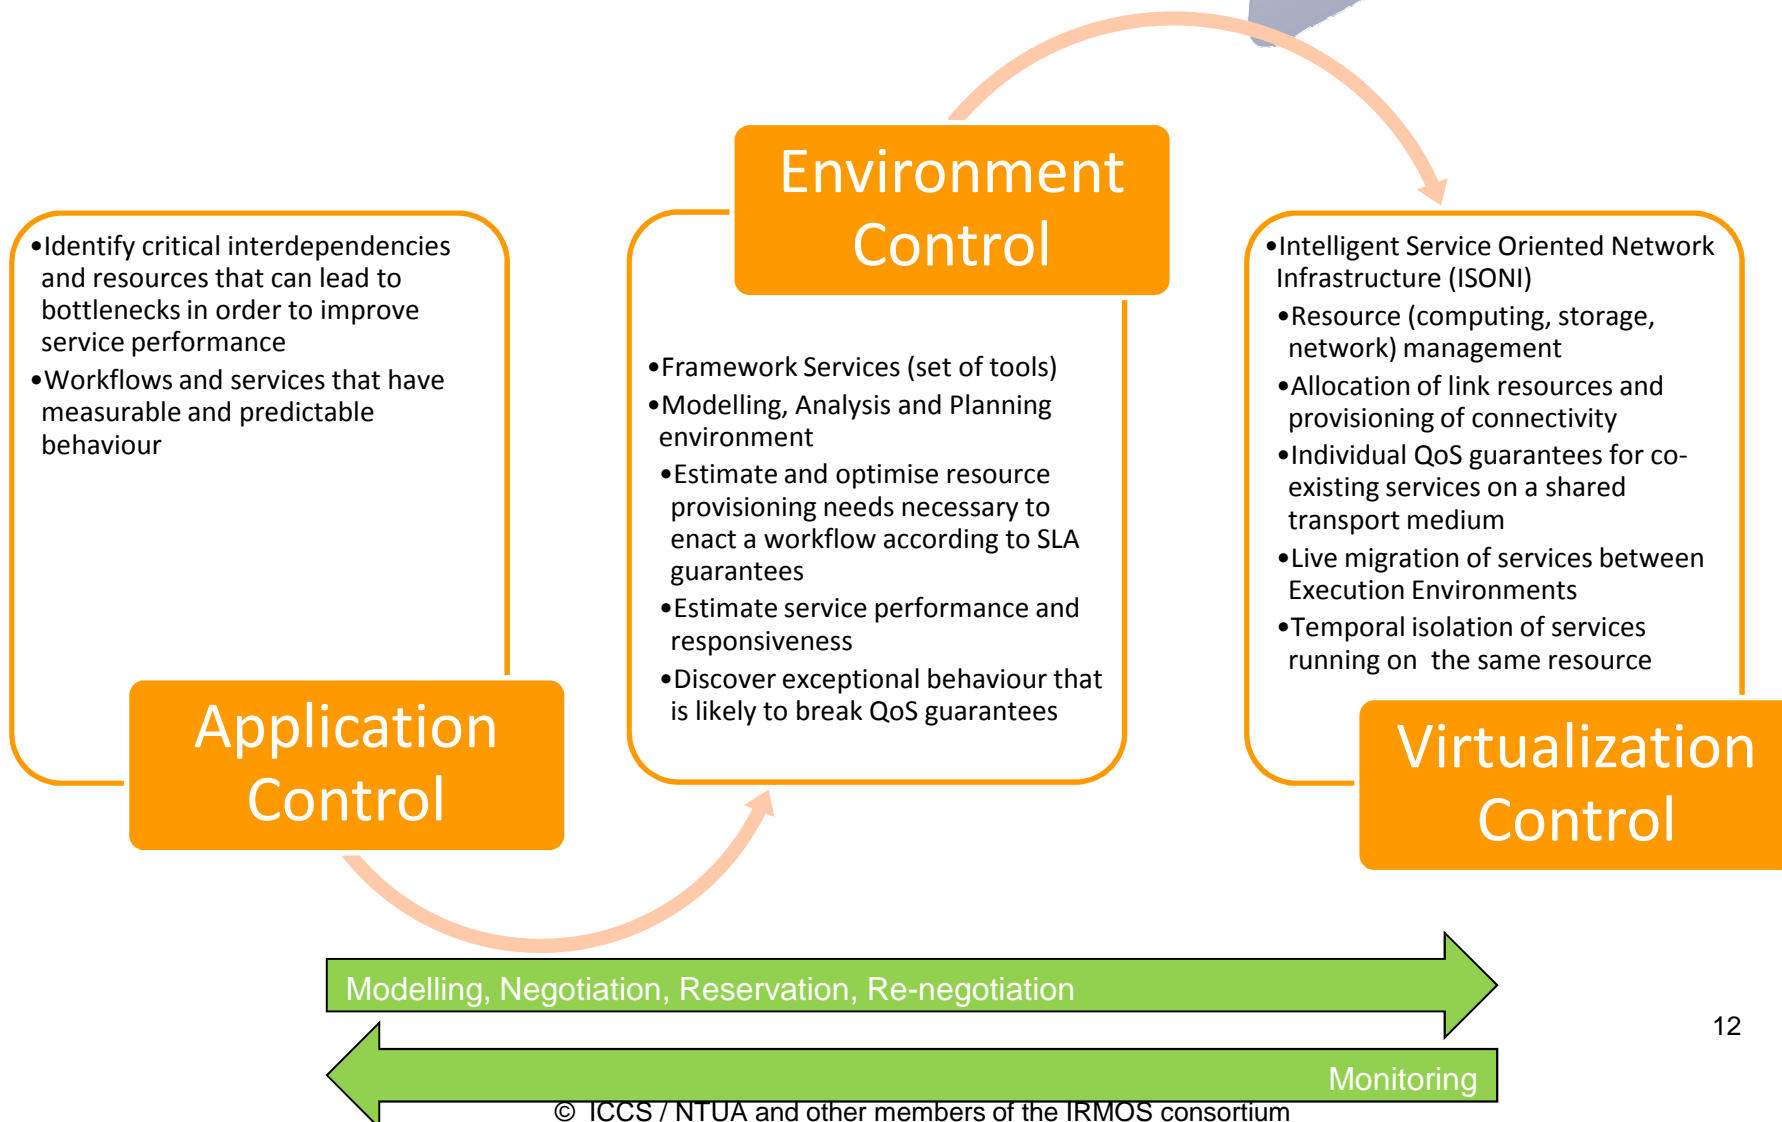 •Identify critical interdependencies
and resources that can lead to
bottlenecks in order to improve
service performance
•Workflows and services that have
measurable and predictable
behaviour
Application
Control
Environment
Control
•Framework Services (set of tools)
•Modelling, Analysis and Planning
environment
•Estimate and optimise resource
provisioning needs necessary to
enact a workflow according to SLA
guarantees
•Estimate service performance and
responsiveness
•Discover exceptional behaviour that
is likely to break QoS guarantees
•Intelligent Service Oriented Network
Infrastructure (ISONI)
•Resource (computing, storage,
network) management
•Allocation of link resources and
provisioning of connectivity
•Individual QoS guarantees for co-
existing services on a shared
transport medium
•Live migration of services between
Execution Environments
•Temporal isolation of services
running on the same resource
Virtualization
Control
Modelling, Negotiation, Reservation, Re-negotiation
12
Monitoring
© ICCS / NTUA and other members of the IRMOS consortium